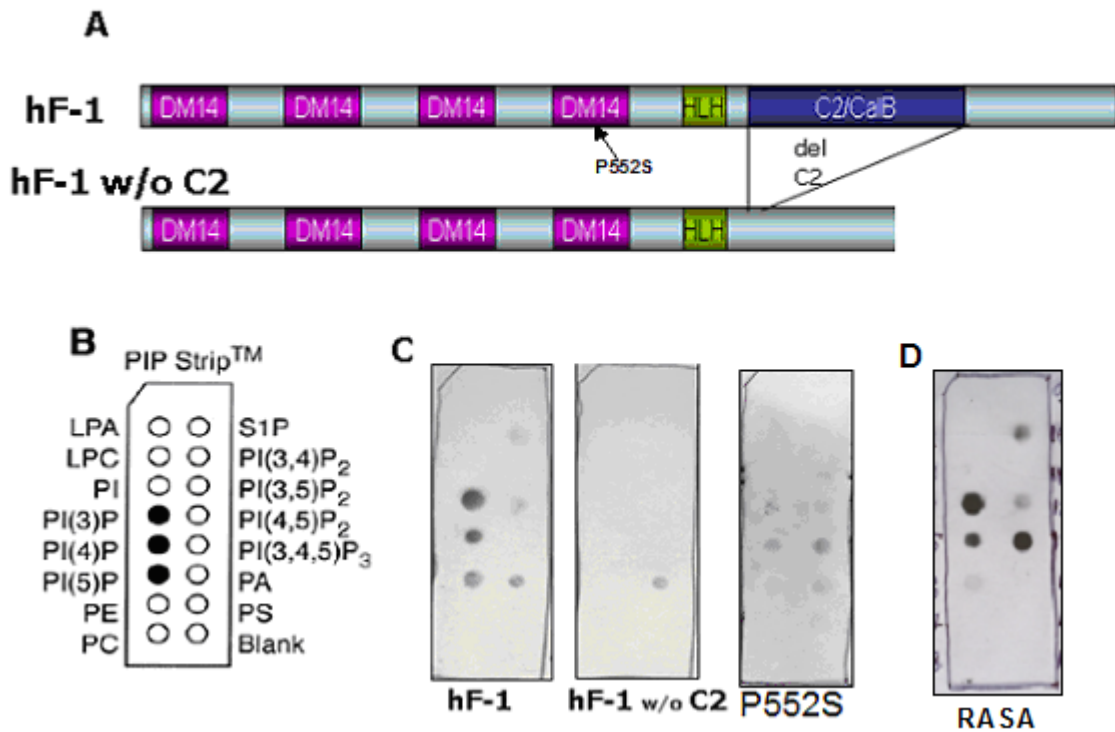 A
hF-1
DM14 DM14 DM14 DM14 HLH C2/CalB
P552S
del
C2
hF-1 w/o C2
DM14 DM14 DM14 DM14 HLH
B
PIP Strip™
LPA S1P
LPC PI(3,4)P2
PI PI(3,5)P2
PI(3)P PI(4,5)P2
PI(4)P PI(3,4,5)P3
PI(5)P PA
PE PS
PC Blank
C
hF-1 hF-1 w/o C2 P552S
D
RASA